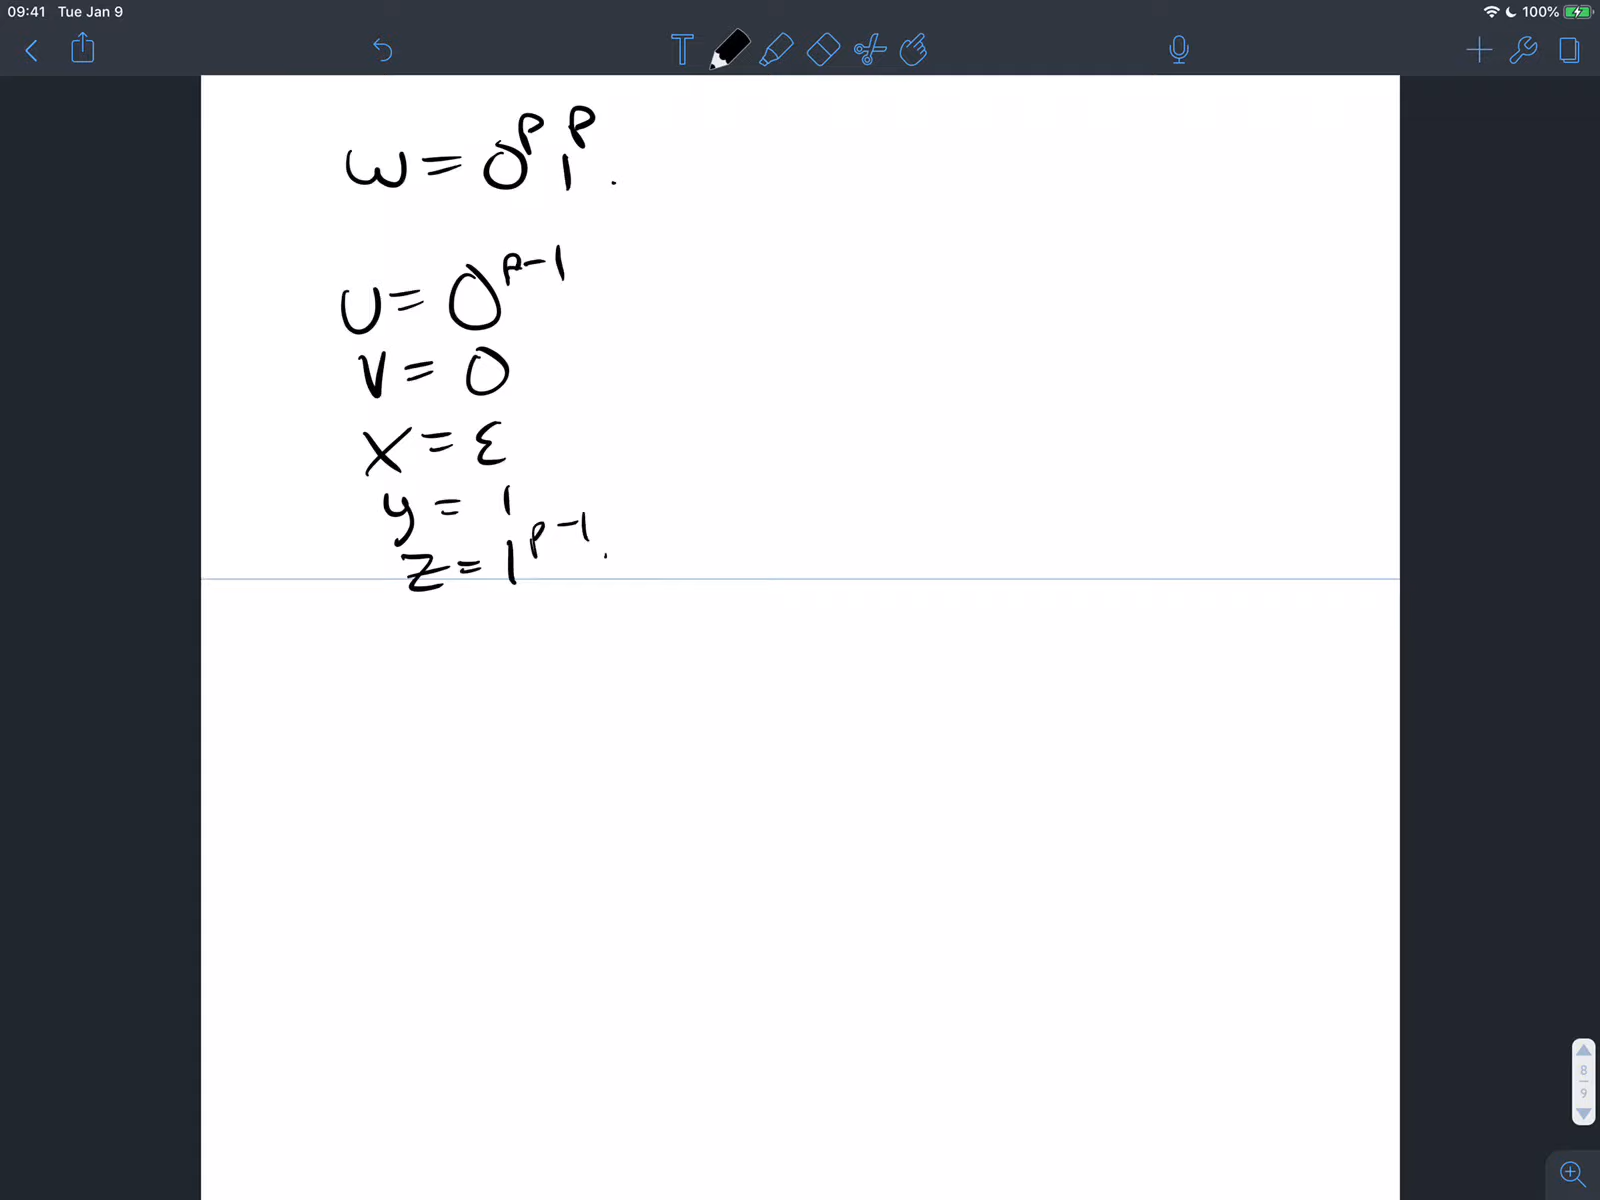 09:41 Tue Jan 9 100%
T
w = 0^p 1^p.
u = 0^{p-1}
v = 0
x = ε
y = 1
z = 1^{p-1}.
8
9